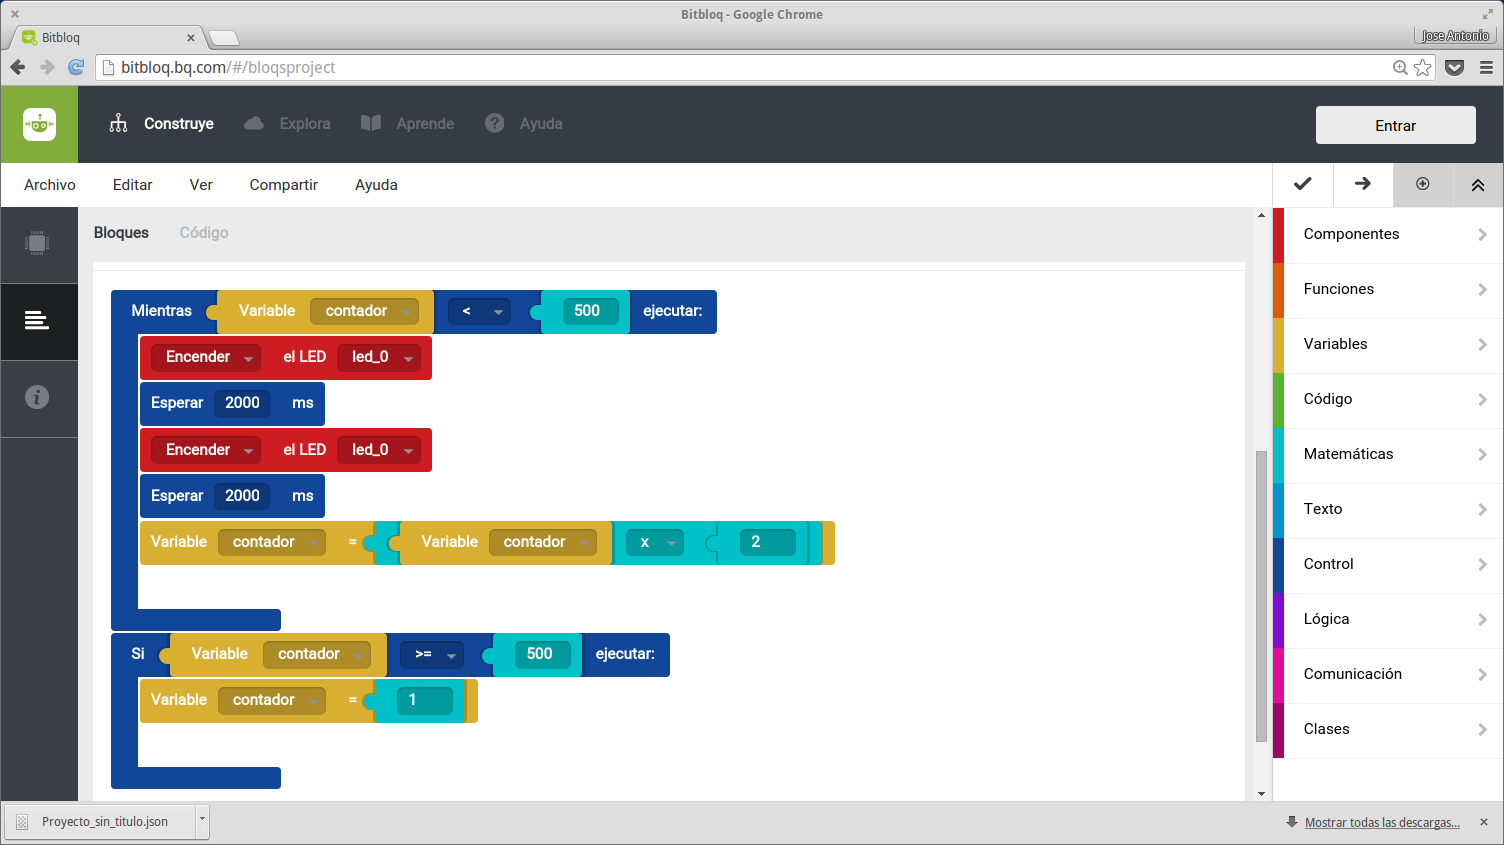 Bitbloq - Google Chrome
Bitbloq
Jose Antonio
bitbloq.bq.com/#/bloqsproject
Construye Explora Aprende Ayuda Entrar
Archivo Editar Ver Compartir Ayuda
Bloques Código
Mientras Variable contador < 500 ejecutar:
Encender el LED led_0
Esperar 2000 ms
Encender el LED led_0
Esperar 2000 ms
Variable contador = Variable contador x 2
Si Variable contador >= 500 ejecutar:
Variable contador = 1
Componentes
Funciones
Variables
Código
Matemáticas
Texto
Control
Lógica
Comunicación
Clases
Proyecto_sin_titulo.json
Mostrar todas las descargas...